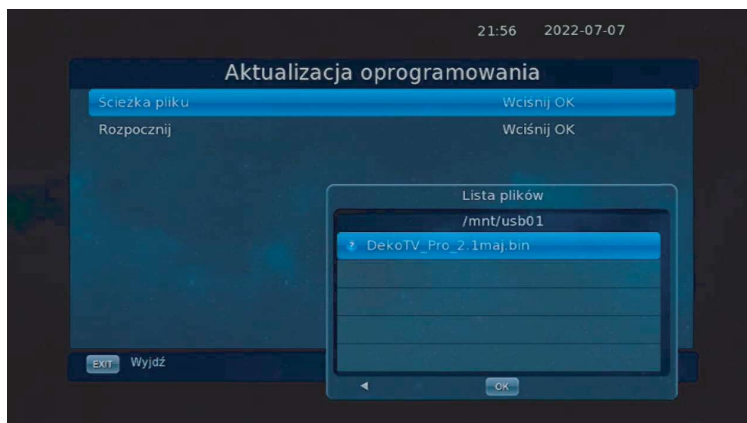 21:56 2022-07-07
Aktualizacja oprogramowania
Ścieżka pliku Wciśnij OK
Rozpocznij Wciśnij OK
Lista plików
/mnt/usb01
? DekoTV_Pro_2.1maj.bin
EXIT Wyjdź
OK